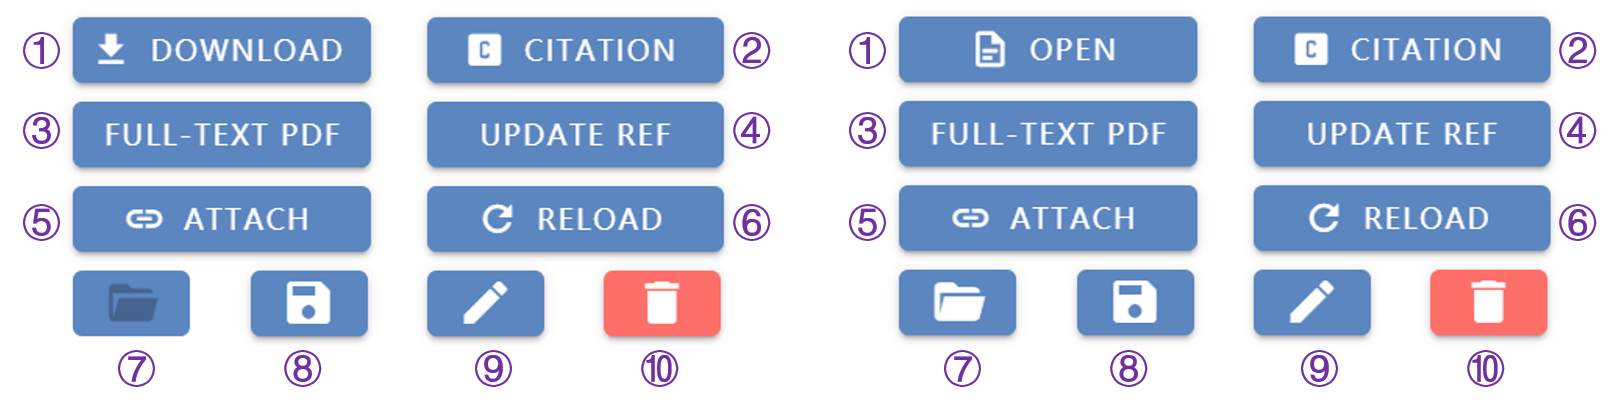 ① DOWNLOAD C CITATION ② ① OPEN C CITATION ②
③ FULL-TEXT PDF UPDATE REF ④ ③ FULL-TEXT PDF UPDATE REF ④
⑤ ATTACH RELOAD ⑥ ⑤ ATTACH RELOAD ⑥
⑦ ⑧ ⑨ ⑩ ⑦ ⑧ ⑨ ⑩